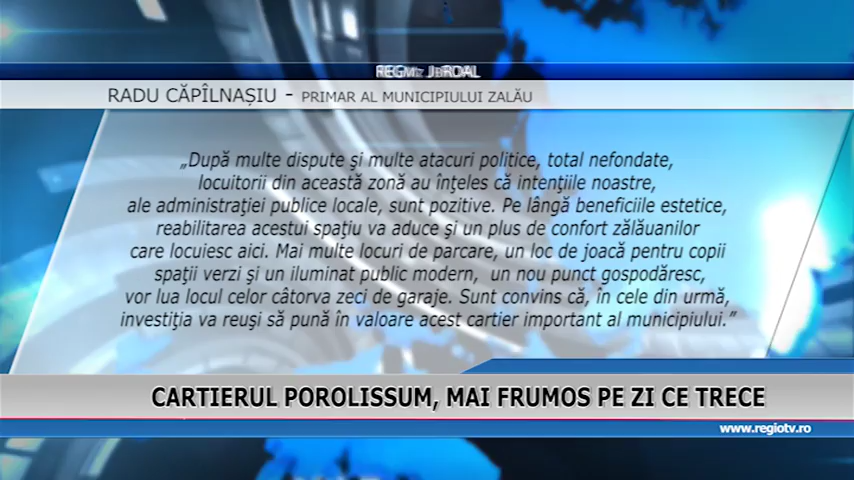 RADU CĂPÎLNAȘIU - PRIMAR AL MUNICIPIULUI ZALĂU
„După multe dispute şi multe atacuri politice, total nefondate,
locuitorii din această zonă au înţeles că intenţiile noastre,
ale administraţiei publice locale, sunt pozitive. Pe lângă beneficiile estetice,
reabilitarea acestui spaţiu va aduce şi un plus de confort zălăuanilor
care locuiesc aici. Mai multe locuri de parcare, un loc de joacă pentru copii
spaţii verzi şi un iluminat public modern, un nou punct gospodăresc,
vor lua locul celor câtorva zeci de garaje. Sunt convins că, în cele din urmă,
investiţia va reuşi să pună în valoare acest cartier important al municipiului.”
CARTIERUL POROLISSUM, MAI FRUMOS PE ZI CE TRECE
www.regiotv.ro